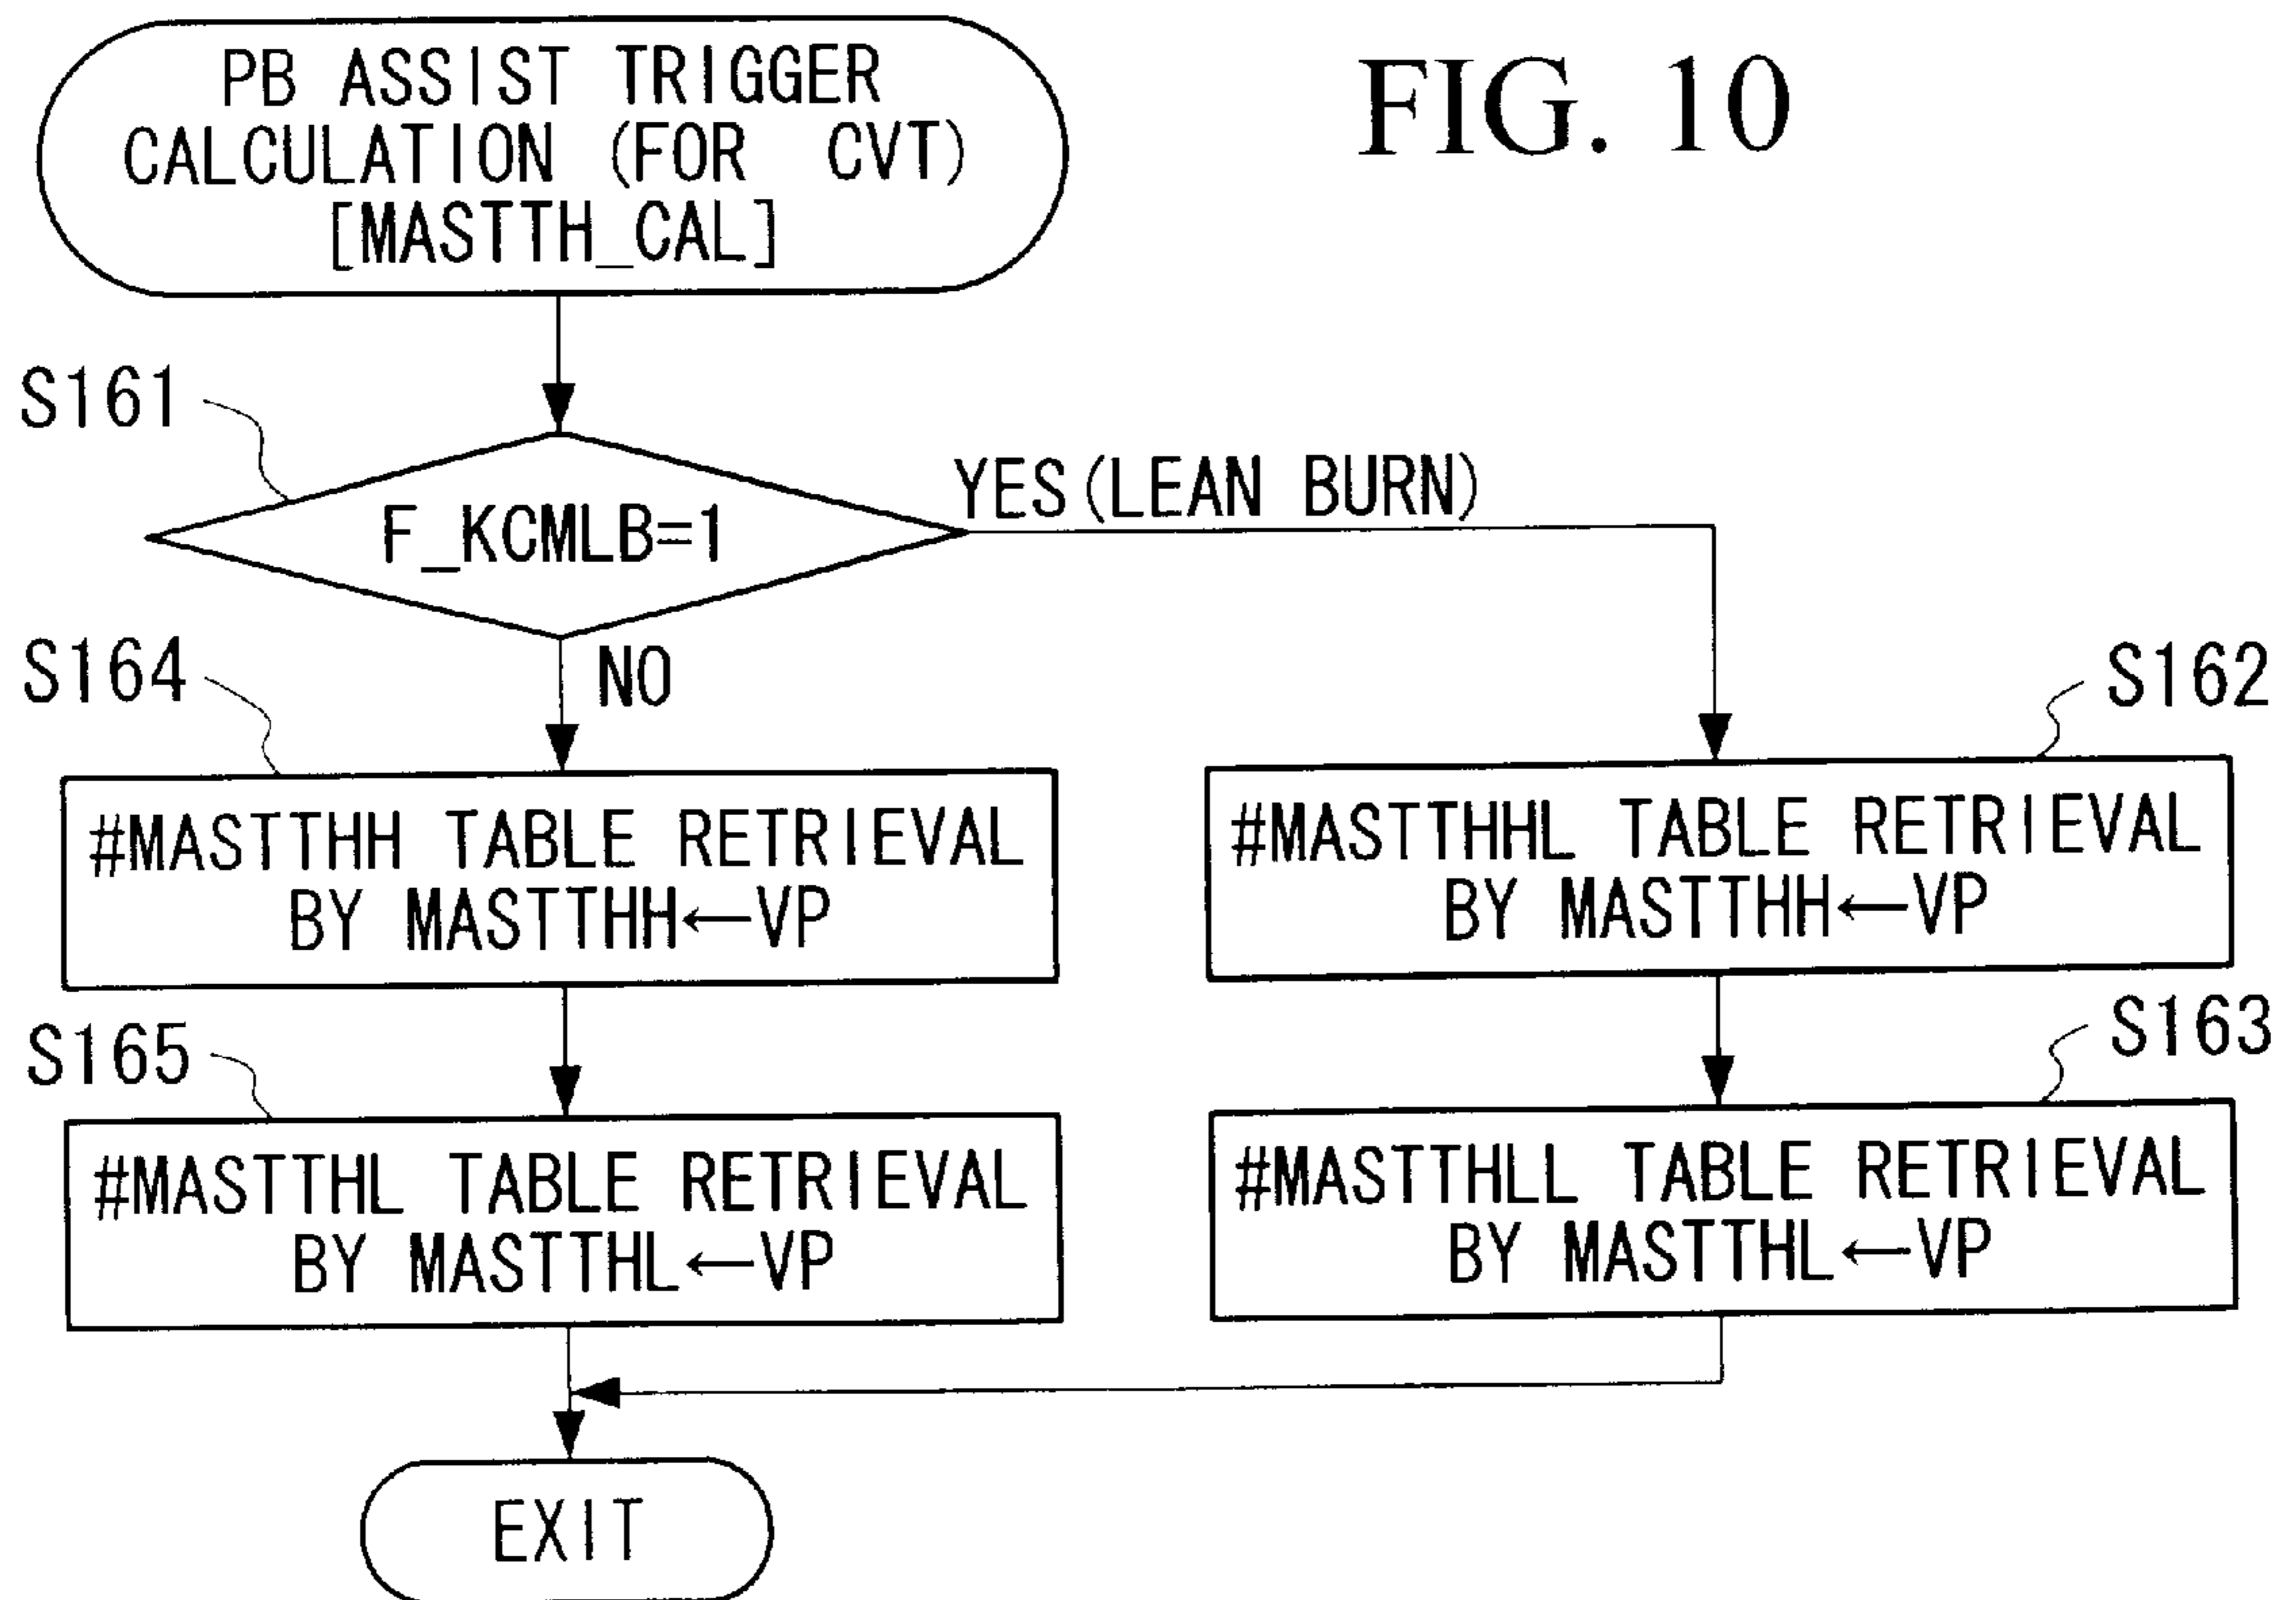 FIG. 10
PB ASSIST TRIGGER
CALCULATION (FOR CVT)
[MASTTH_CAL]
S161
F_KCMLB=1
YES(LEAN BURN)
NO
S164
#MASTTHH TABLE RETRIEVAL
BY MASTTHH←VP
S162
#MASTTHHL TABLE RETRIEVAL
BY MASTTHH←VP
S165
#MASTTHL TABLE RETRIEVAL
BY MASTTHL←VP
S163
#MASTTHLL TABLE RETRIEVAL
BY MASTTHL←VP
EXIT